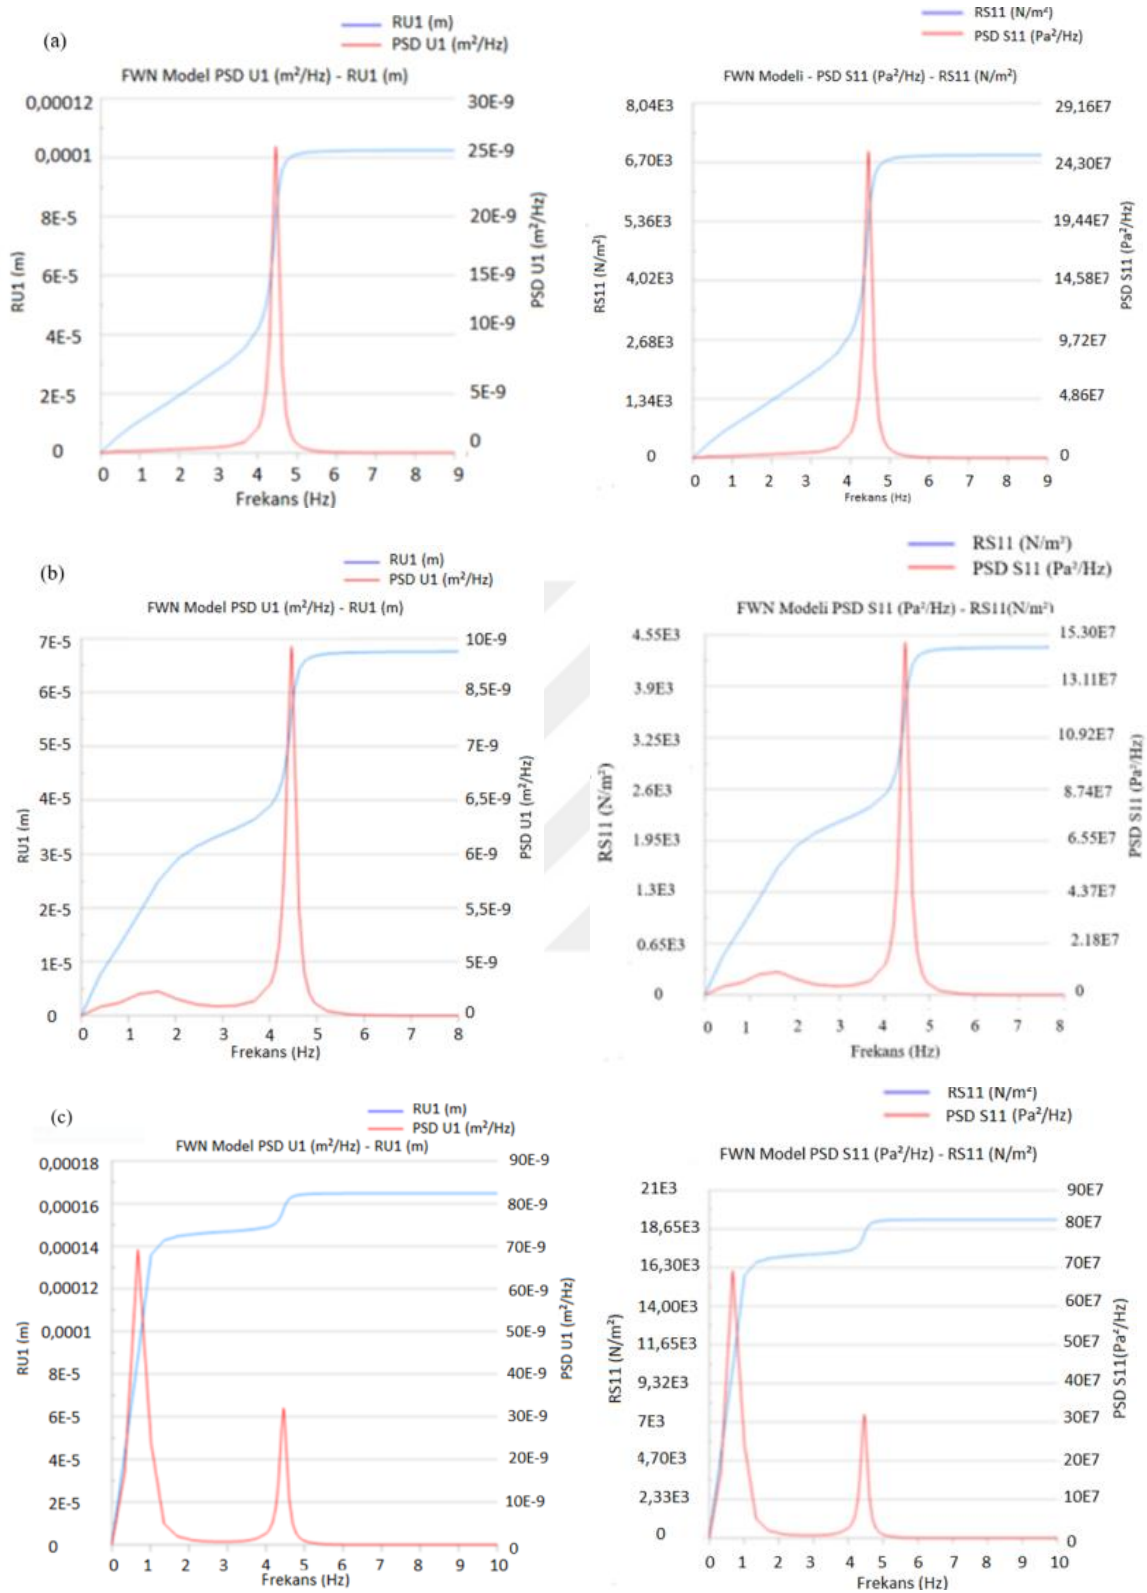 (a)
RU1 (m)
PSD U1 (m²/Hz)
FWN Model PSD U1 (m²/Hz) - RU1 (m)
0,00012
0,0001
8E-5
6E-5
4E-5
2E-5
0
RU1 (m)
30E-9
25E-9
20E-9
15E-9
10E-9
5E-9
0
PSD U1 (m²/Hz)
0 1 2 3 4 5 6 7 8 9
Frekans (Hz)
RS11 (N/m²)
PSD S11 (Pa²/Hz)
FWN Modeli - PSD S11 (Pa²/Hz) - RS11 (N/m²)
8,04E3
6,70E3
5,36E3
4,02E3
2,68E3
1,34E3
0
RS11 (N/m²)
29,16E7
24,30E7
19,44E7
14,58E7
9,72E7
4,86E7
0
PSD S11 (Pa²/Hz)
0 1 2 3 4 5 6 7 8 9
Frekans (Hz)
(b)
RU1 (m)
PSD U1 (m²/Hz)
FWN Model PSD U1 (m²/Hz) - RU1 (m)
7E-5
6E-5
5E-5
4E-5
3E-5
2E-5
1E-5
0
RU1 (m)
10E-9
8,5E-9
7E-9
6,5E-9
6E-9
5,5E-9
5E-9
0
PSD U1 (m²/Hz)
0 1 2 3 4 5 6 7 8
Frekans (Hz)
RS11 (N/m²)
PSD S11 (Pa²/Hz)
FWN Modeli PSD S11 (Pa²/Hz) - RS11(N/m²)
4.55E3
3.9E3
3.25E3
2.6E3
1.95E3
1.3E3
0.65E3
0
RS11 (N/m²)
15.30E7
13.11E7
10.92E7
8.74E7
6.55E7
4.37E7
2.18E7
0
PSD S11 (Pa²/Hz)
0 1 2 3 4 5 6 7 8
Frekans (Hz)
(c)
RU1 (m)
PSD U1 (m²/Hz)
FWN Model PSD U1 (m²/Hz) - RU1 (m)
0,00018
0,00016
0,00014
0,00012
0,0001
8E-5
6E-5
4E-5
2E-5
0
RU1 (m)
90E-9
80E-9
70E-9
60E-9
50E-9
40E-9
30E-9
20E-9
10E-9
0
PSD U1 (m²/Hz)
0 1 2 3 4 5 6 7 8 9 10
Frekans (Hz)
RS11 (N/m²)
PSD S11 (Pa²/Hz)
FWN Model PSD S11 (Pa²/Hz) - RS11 (N/m²)
21E3
18,65E3
16,30E3
14,00E3
11,65E3
9,32E3
7E3
4,70E3
2,33E3
0
RS11 (N/m²)
90E7
80E7
70E7
60E7
50E7
40E7
30E7
20E7
10E7
0
PSD S11(Pa²/Hz)
0 1 2 3 4 5 6 7 8 9 10
Frekans (Hz)